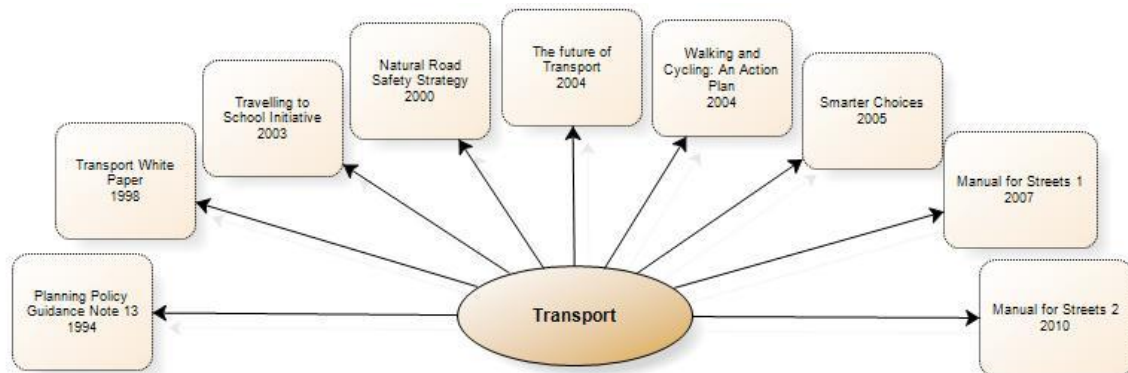 Planning Policy
Guidance Note 13
1994
Transport White
Paper
1998
Travelling to
School Initiative
2003
Natural Road
Safety Strategy
2000
The future of
Transport
2004
Walking and
Cycling: An Action
Plan
2004
Smarter Choices
2005
Manual for Streets 1
2007
Manual for Streets 2
2010
Transport